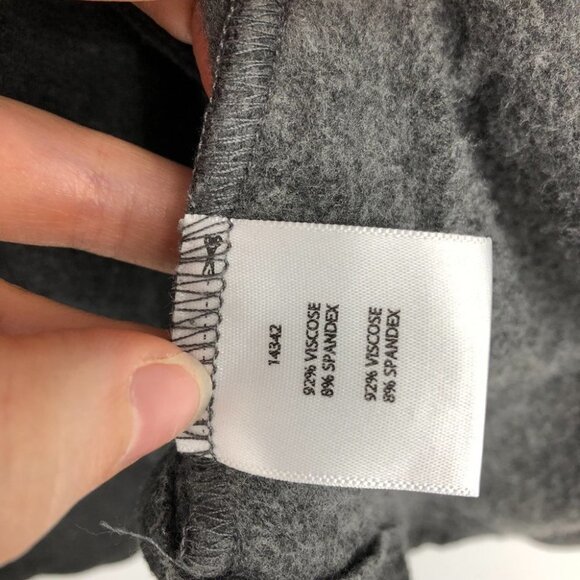 14342
92% VISCOSE
8% SPANDEX
92% VISCOSE
8% SPANDEX